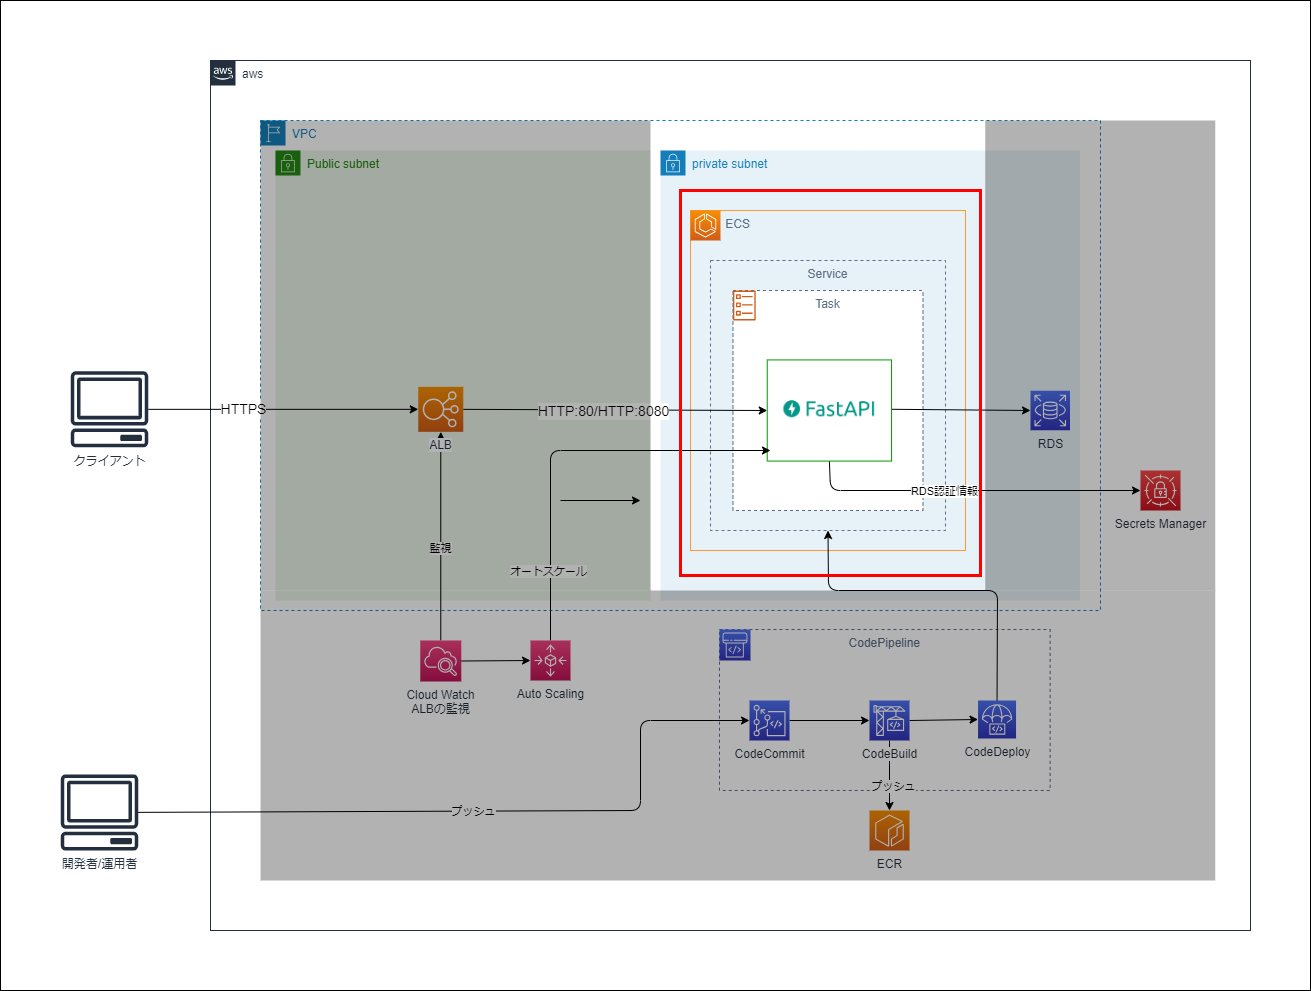 aws
aws
VPC
Public subnet
private subnet
ECS
Service
Task
FastAPI
HTTPS
HTTP:80/HTTP:8080
ALB
クライアント
RDS
RDS認証情報
Secrets Manager
監視
オートスケール
CodePipeline
Cloud Watch
ALBの監視
Auto Scaling
CodeCommit
CodeBuild
CodeDeploy
プッシュ
プッシュ
開発者/運用者
ECR